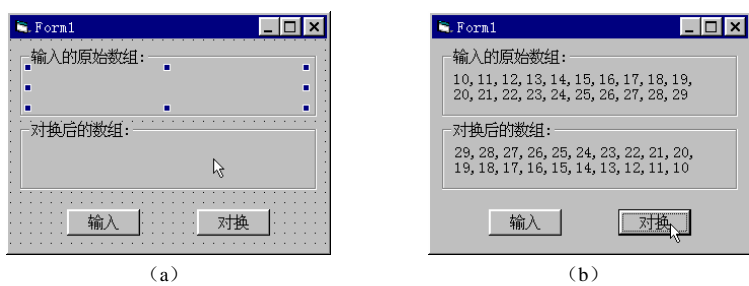 Form1
输入的原始数组:
对换后的数组:
输入 对换
(a)
Form1
输入的原始数组:
10,11,12,13,14,15,16,17,18,19,
20,21,22,23,24,25,26,27,28,29
对换后的数组:
29,28,27,26,25,24,23,22,21,20,
19,18,17,16,15,14,13,12,11,10
输入 对换
(b)